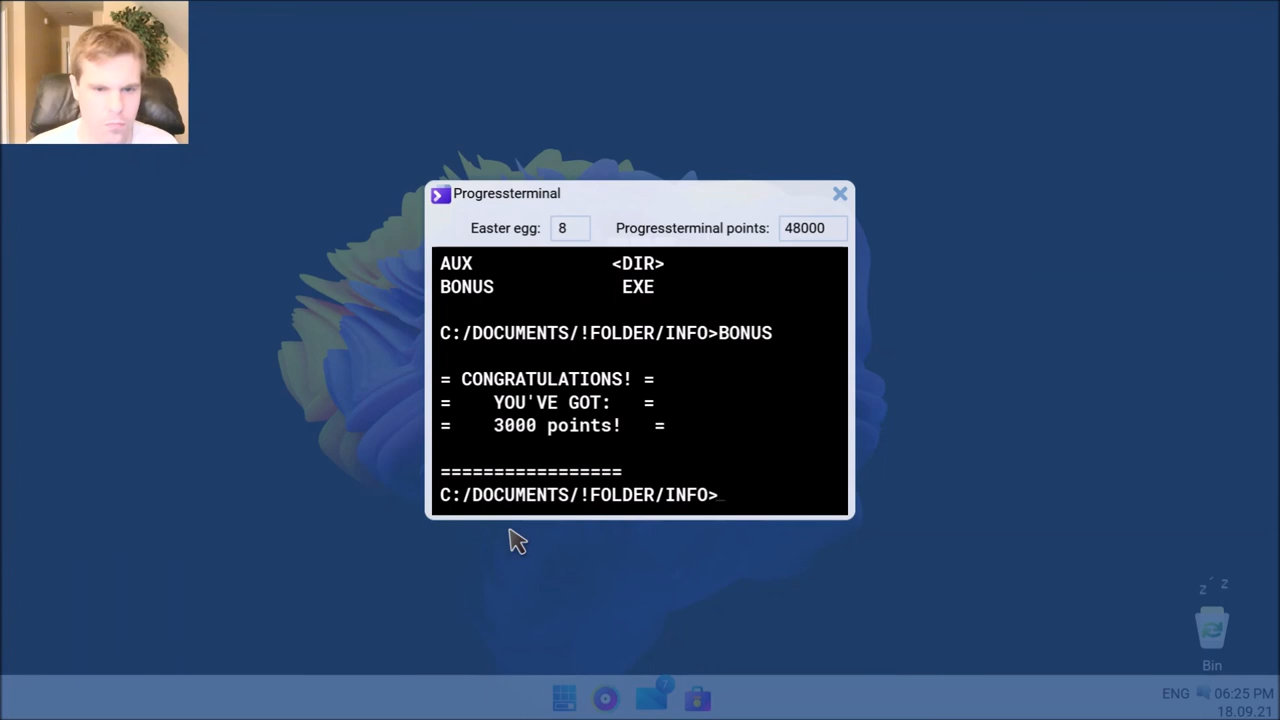 Progressterminal
Easter egg: 8 Progressterminal points: 48000
AUX <DIR>
BONUS EXE
C:/DOCUMENTS/!FOLDER/INFO>BONUS
= CONGRATULATIONS! =
= YOU'VE GOT: =
= 3000 points! =
=================
C:/DOCUMENTS/!FOLDER/INFO>_
z z
Bin
7
ENG 06:25 PM
18.09.21